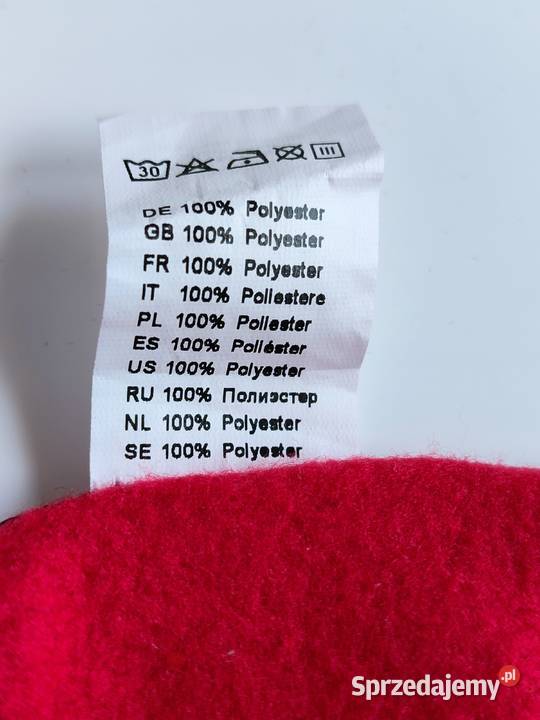 30
DE 100% Polyester
GB 100% Polyester
FR 100% Polyester
IT 100% Poliestere
PL 100% Poliester
ES 100% Poliéster
US 100% Polyester
RU 100% Полиэстер
NL 100% Polyester
SE 100% Polyester
Sprzedajemy.pl